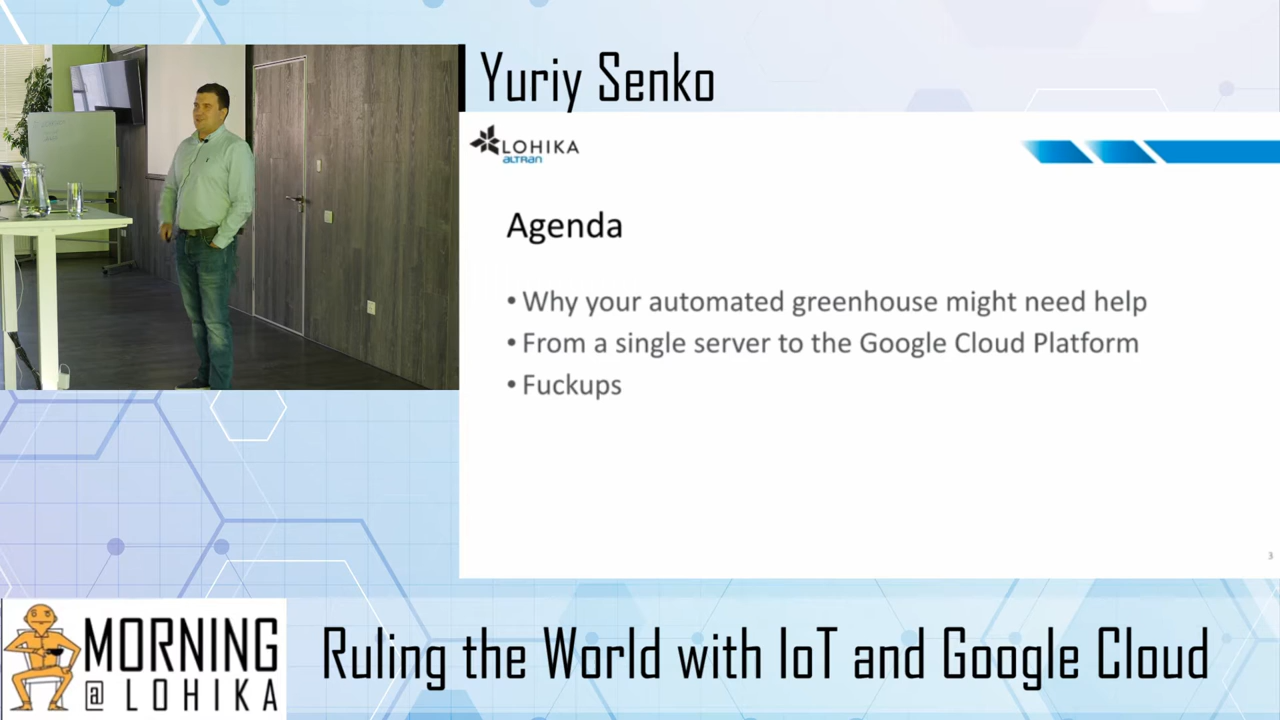 Yuriy Senko
LOHIKA
altran
Agenda
• Why your automated greenhouse might need help
• From a single server to the Google Cloud Platform
• Fuckups
3
MORNING
@ LOHIKA
Ruling the World with IoT and Google Cloud